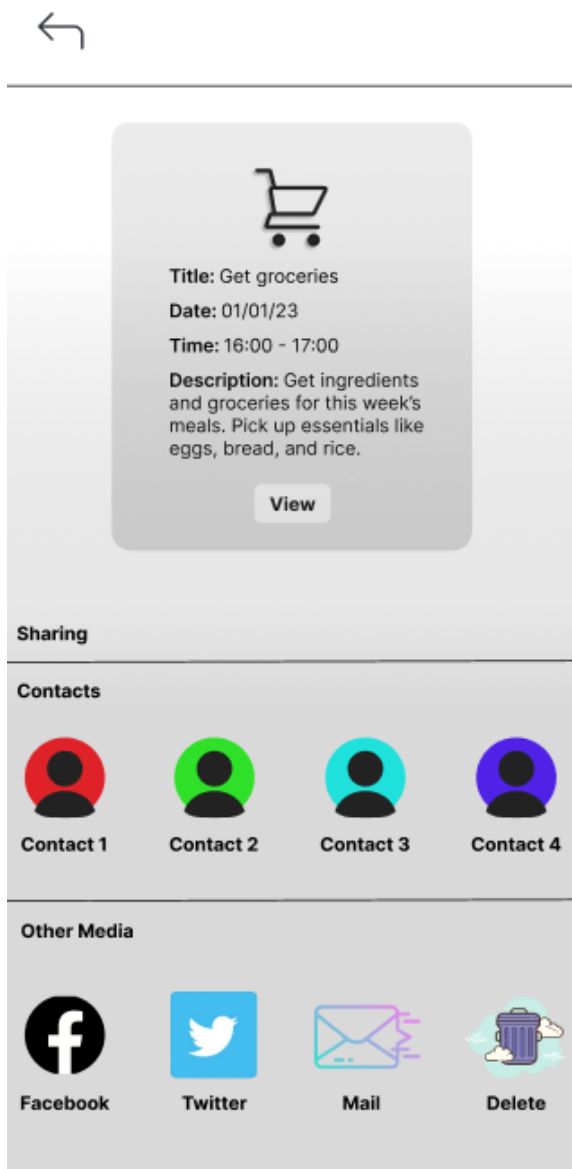 Title: Get groceries
Date: 01/01/23
Time: 16:00 - 17:00
Description: Get ingredients
and groceries for this week's
meals. Pick up essentials like
eggs, bread, and rice.
View
Sharing
Contacts
Contact 1 Contact 2 Contact 3 Contact 4
Other Media
Facebook Twitter Mail Delete